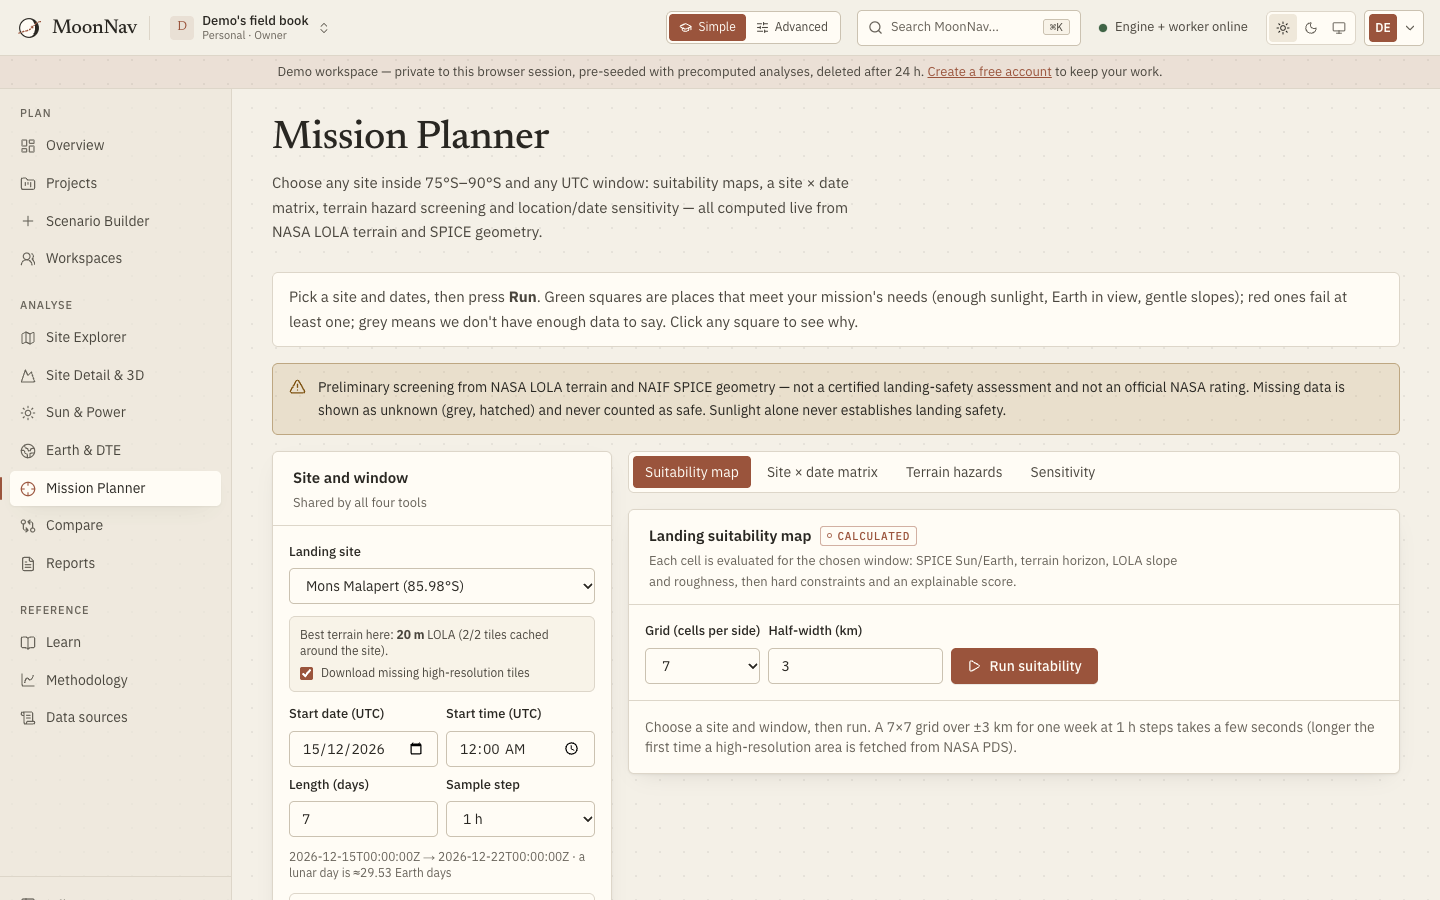 MoonNav
D
Demo's field book
Personal · Owner
Simple
Advanced
Search MoonNav...
⌘K
Engine + worker online
DE
Demo workspace — private to this browser session, pre-seeded with precomputed analyses, deleted after 24 h. Create a free account to keep your work.
PLAN
Overview
Projects
Scenario Builder
Workspaces
ANALYSE
Site Explorer
Site Detail & 3D
Sun & Power
Earth & DTE
Mission Planner
Compare
Reports
REFERENCE
Learn
Methodology
Data sources
Mission Planner
Choose any site inside 75°S–90°S and any UTC window: suitability maps, a site × date
matrix, terrain hazard screening and location/date sensitivity — all computed live from
NASA LOLA terrain and SPICE geometry.
Pick a site and dates, then press Run. Green squares are places that meet your mission's needs (enough sunlight, Earth in view, gentle slopes); red ones fail at
least one; grey means we don't have enough data to say. Click any square to see why.
Preliminary screening from NASA LOLA terrain and NAIF SPICE geometry — not a certified landing-safety assessment and not an official NASA rating. Missing data is
shown as unknown (grey, hatched) and never counted as safe. Sunlight alone never establishes landing safety.
Site and window
Shared by all four tools
Landing site
Mons Malapert (85.98°S)
Best terrain here: 20 m LOLA (2/2 tiles cached
around the site).
Download missing high-resolution tiles
Start date (UTC)
Start time (UTC)
15/12/2026
12:00 AM
Length (days)
Sample step
7
1 h
2026-12-15T00:00:00Z → 2026-12-22T00:00:00Z · a
lunar day is ≈29.53 Earth days
Suitability map
Site × date matrix
Terrain hazards
Sensitivity
Landing suitability map
CALCULATED
Each cell is evaluated for the chosen window: SPICE Sun/Earth, terrain horizon, LOLA slope
and roughness, then hard constraints and an explainable score.
Grid (cells per side)
Half-width (km)
7
3
Run suitability
Choose a site and window, then run. A 7×7 grid over ±3 km for one week at 1 h steps takes a few seconds (longer the
first time a high-resolution area is fetched from NASA PDS).